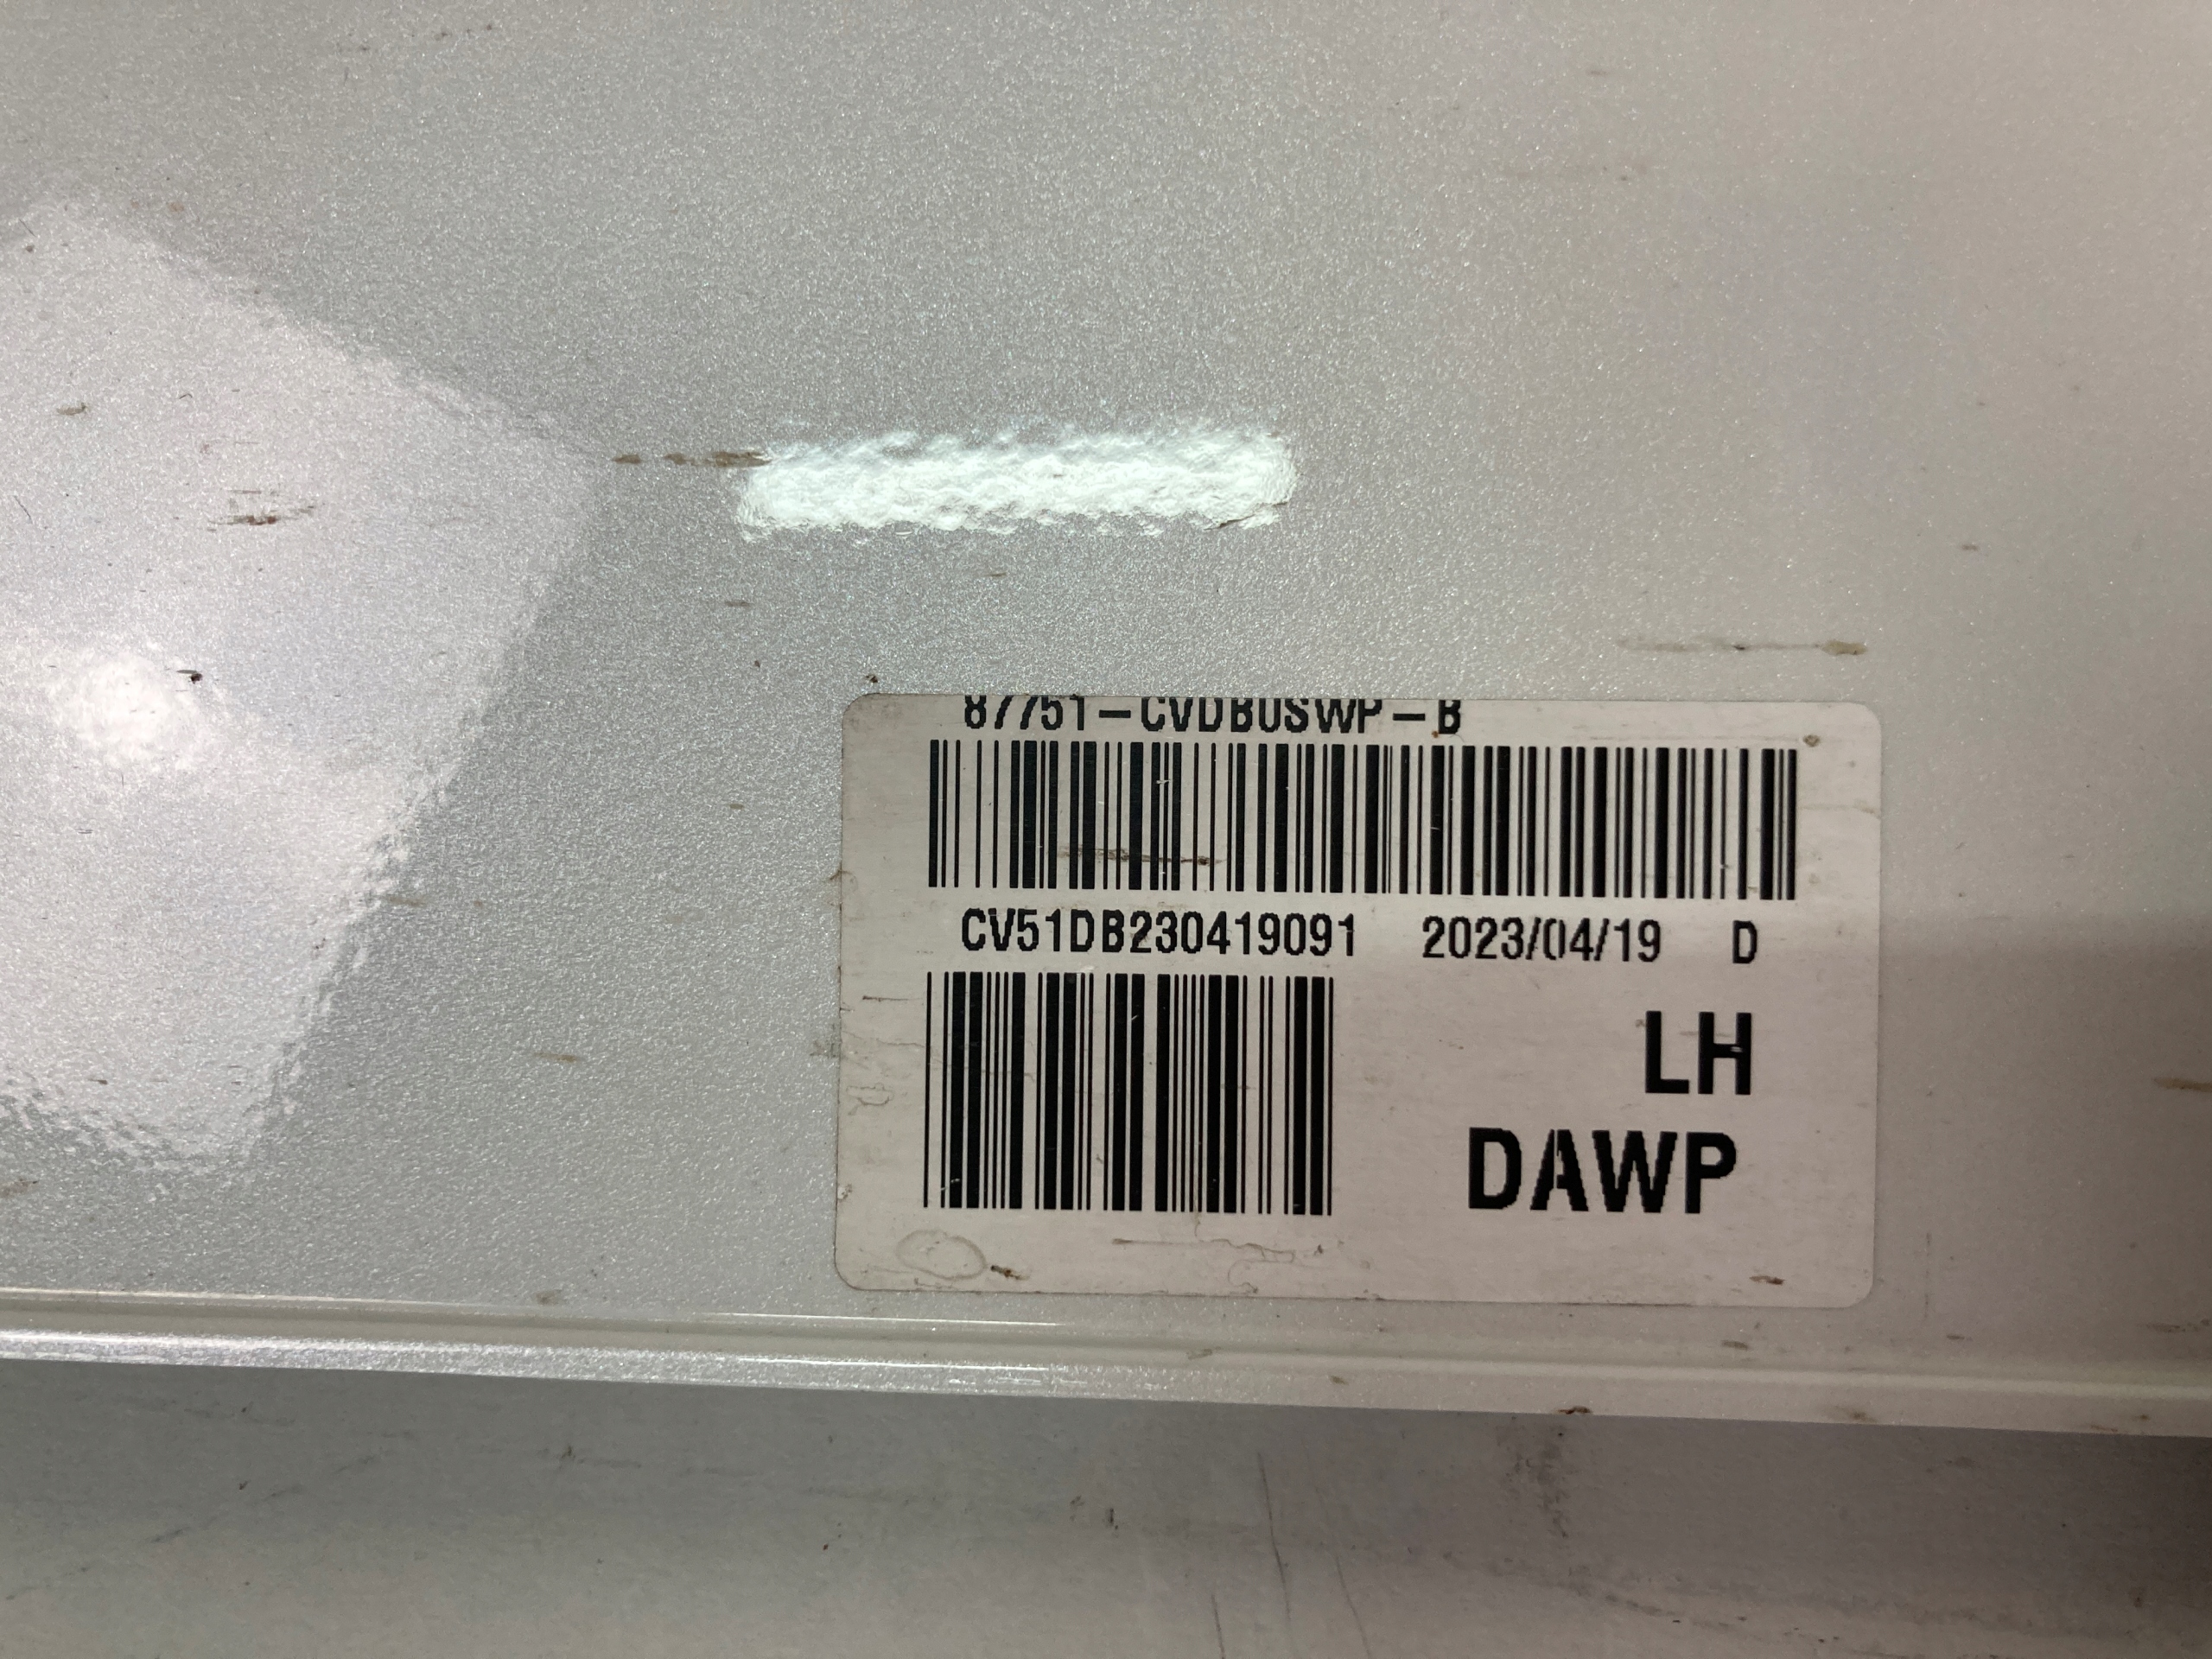 87751-CVDB0SWP-B
CV51DB230419091 2023/04/19 D
LH
DAWP